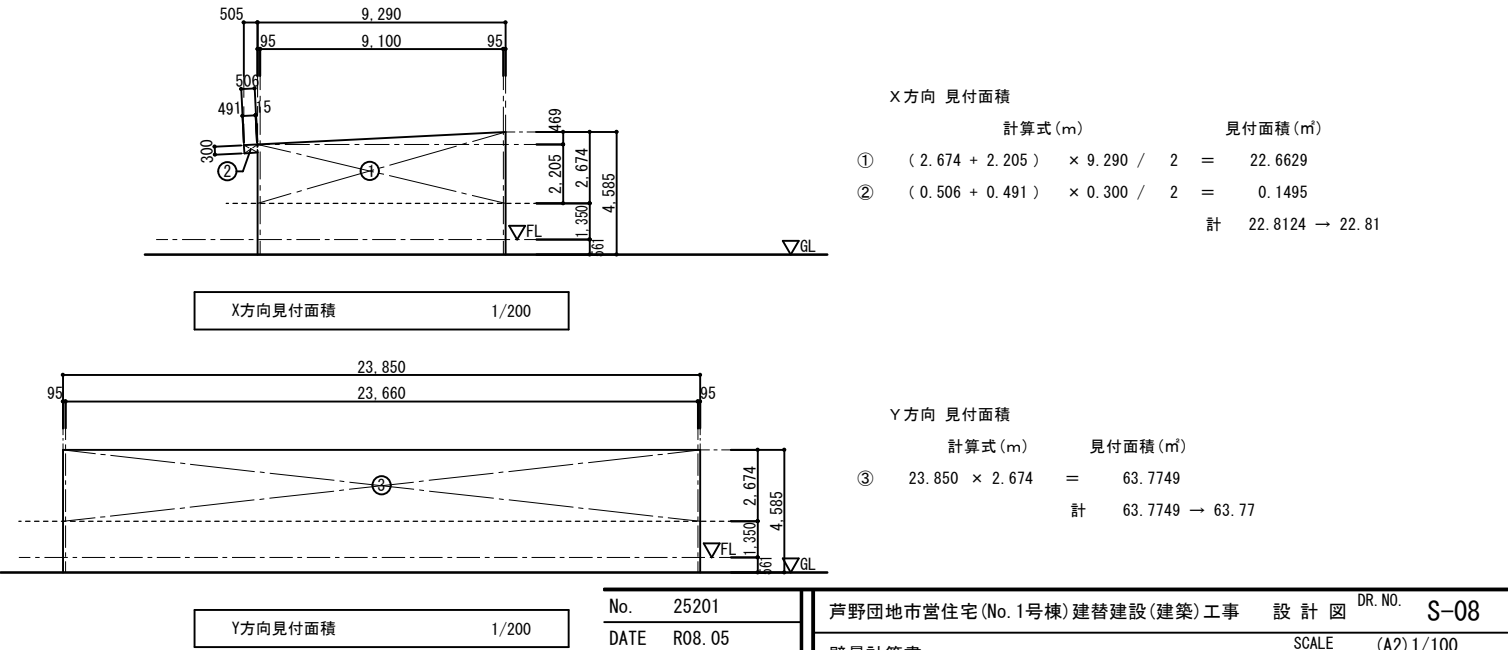 505 9,290
95 9,100 95
506
491 15
300
②
①
469
2,205
2,674
4,585
1,350
561
▽FL
▽GL
X方向見付面積 1/200
X方向 見付面積
計算式(m) 見付面積(㎡)
① (2.674 + 2.205) × 9.290 / 2 = 22.6629
② (0.506 + 0.491) × 0.300 / 2 = 0.1495
計 22.8124 → 22.81
23,850
95 23,660 95
③
2,674
4,585
1,350
561
▽FL
▽GL
Y方向見付面積 1/200
Y方向 見付面積
計算式(m) 見付面積(㎡)
③ 23.850 × 2.674 = 63.7749
計 63.7749 → 63.77
No. 25201
DATE R08.05
芦野団地市営住宅(No.1号棟)建替建設(建築)工事 設計図 DR.NO. S-08
SCALE (A2)1/100